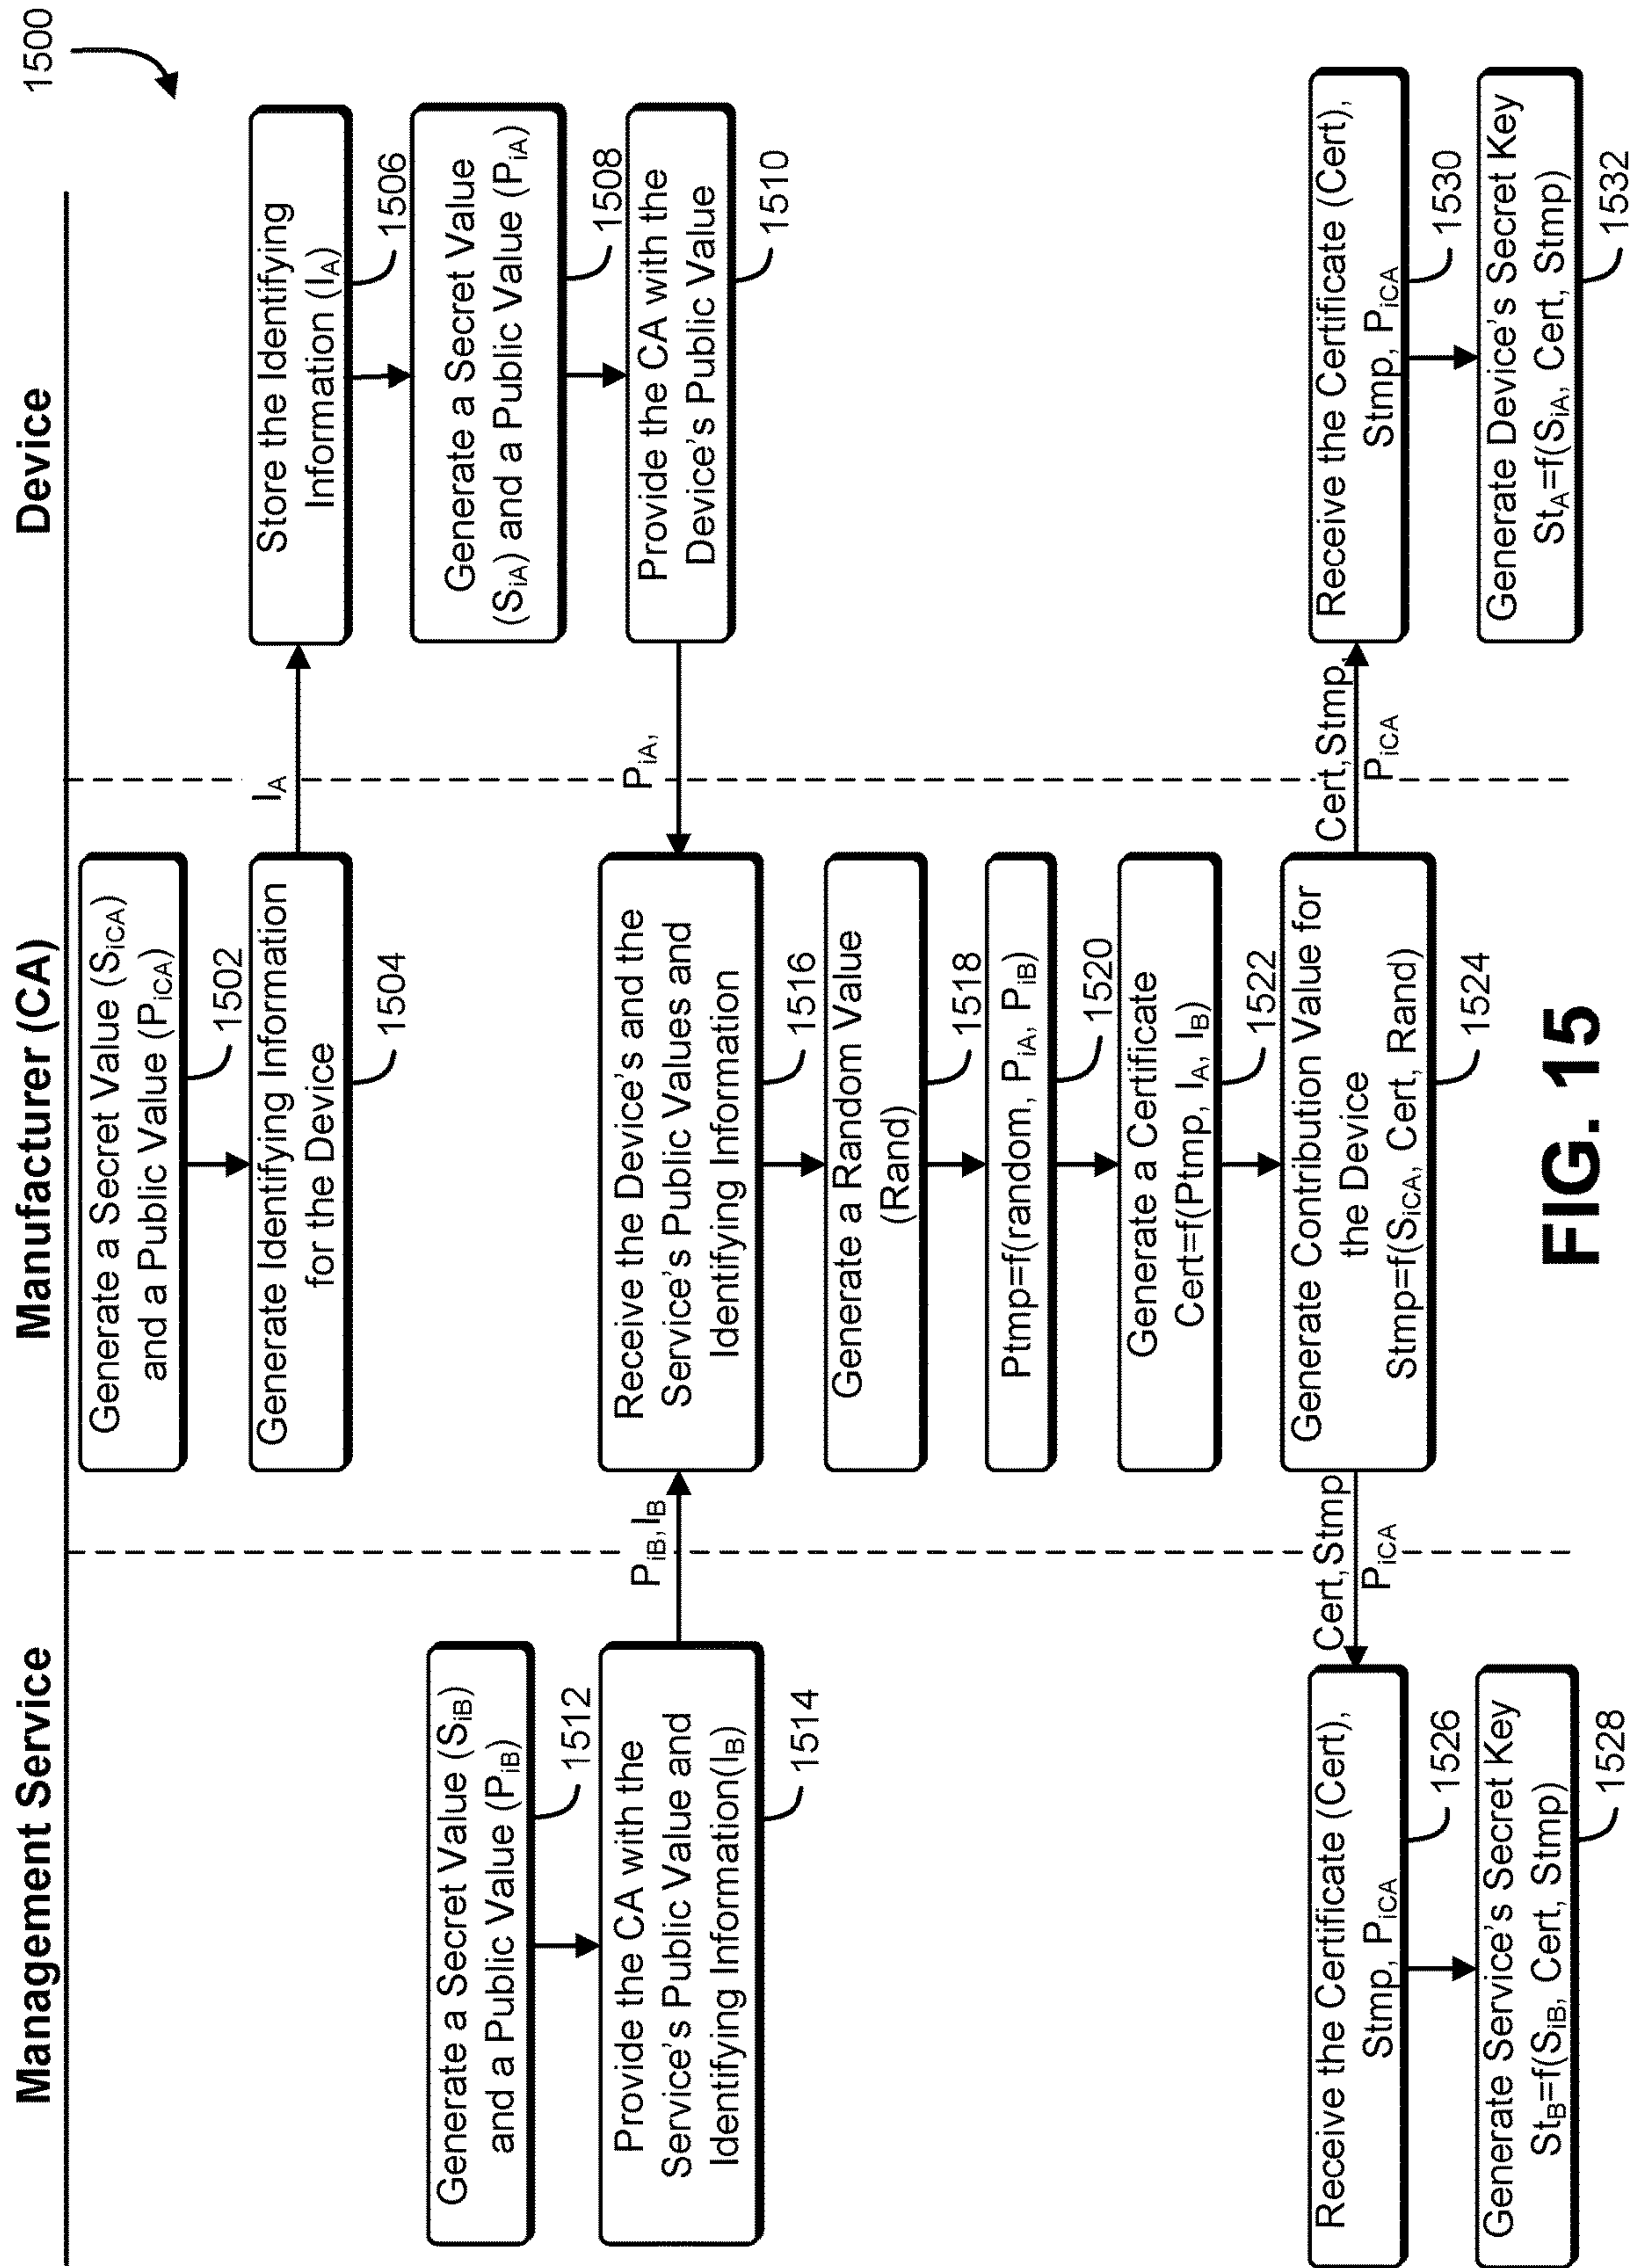 1500
Management Service
Manufacturer (CA)
Device
Generate a Secret Value (SiCA)
and a Public Value (PiCA)
1502
Generate Identifying Information
for the Device
1504
IA
Store the Identifying
Information (IA)
1506
Generate a Secret Value
(SiA) and a Public Value (PiA)
1508
Provide the CA with the
Device's Public Value
1510
PiA,
Generate a Secret Value (SiB)
and a Public Value (PiB)
1512
Provide the CA with the
Service's Public Value and
Identifying Information(IB)
1514
PiB, IB
Receive the Device's and the
Service's Public Values and
Identifying Information
1516
Generate a Random Value
(Rand)
1518
Ptmp=f(random, PiA, PiB)
1520
Generate a Certificate
Cert=f(Ptmp, IA, IB)
1522
Generate Contribution Value for
the Device
Stmp=f(SiCA, Cert, Rand)
1524
Cert,Stmp
PiCA
Receive the Certificate (Cert),
Stmp, PiCA
1526
Generate Service's Secret Key
StB=f(SiB, Cert, Stmp)
1528
Cert,Stmp,
PiCA
Receive the Certificate (Cert),
Stmp, PiCA
1530
Generate Device's Secret Key
StA=f(SiA, Cert, Stmp)
1532
FIG. 15